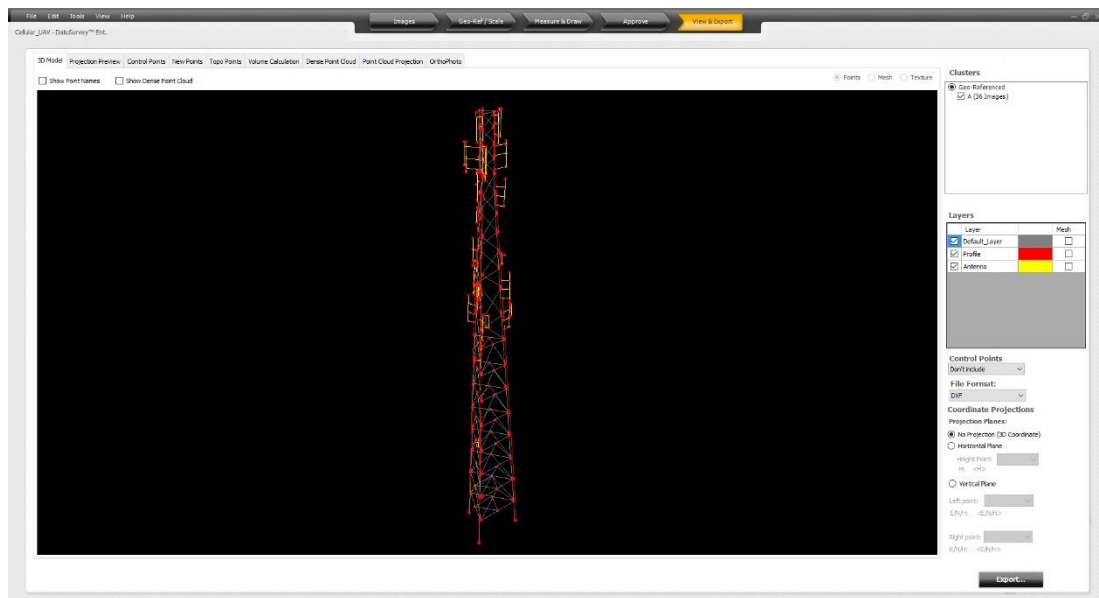 File Edit Tools View Help
Images Geo-Ref / Scale Measure & Draw Approve View & Export
Cellular_UAV - DatuSurvey™ Ent.
3D Model Projection Preview Control Points New Points Topo Points Volume Calculation Dense Point Cloud Point Cloud Projection OrthoPhoto
Show Point Names Show Dense Point Cloud Points Mesh Texture
Clusters
Geo-Referenced
A (36 Images)
Layers
Layer Mesh
Default_Layer
Profile
Antenna
Control Points
Don't Include
File Format:
DXF
Coordinate Projections
Projection Planes:
No Projection (3D Coordinate)
Horizontal Plane
Height Point:
H: <H>
Vertical Plane
Left point:
E/N/H: <E/N/H>
Right point:
E/N/H: <E/N/H>
Export...